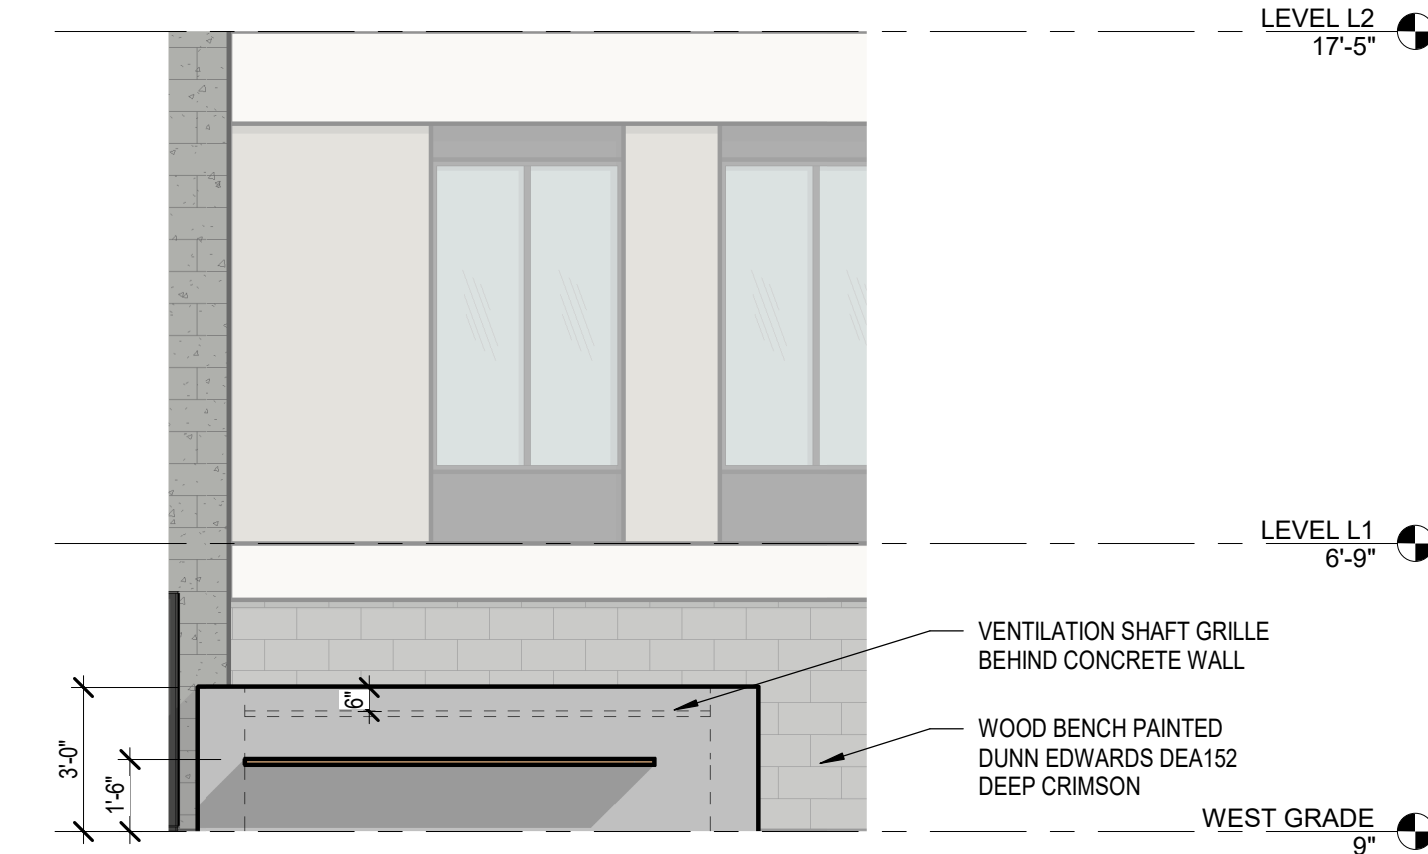 LEVEL L2
17'-5"
LEVEL L1
6'-9"
VENTILATION SHAFT GRILLE
BEHIND CONCRETE WALL
6"
WOOD BENCH PAINTED
DUNN EDWARDS DEA152
DEEP CRIMSON
3'-0"
1'-6"
WEST GRADE
9"